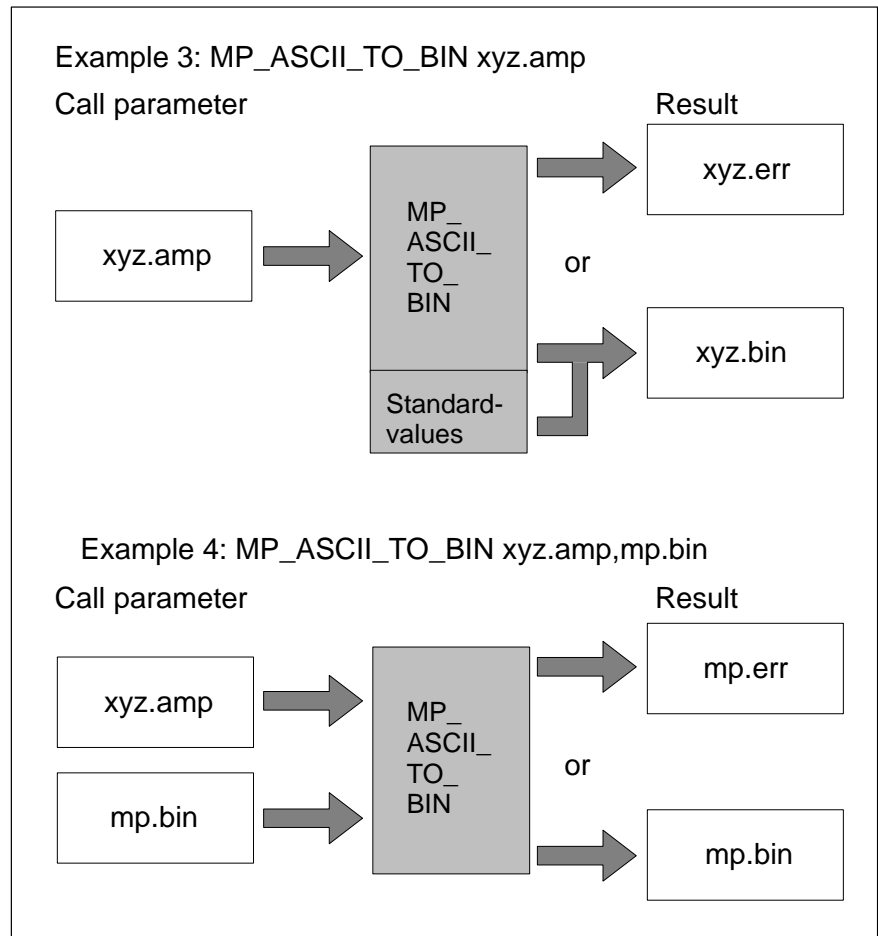 Example 3: MP_ASCII_TO_BIN xyz.amp
Call parameter
Result
xyz.amp
MP_
ASCII_
TO_
BIN
Standard-
values
xyz.err
or
xyz.bin
Example 4: MP_ASCII_TO_BIN xyz.amp,mp.bin
Call parameter
Result
xyz.amp
mp.bin
MP_
ASCII_
TO_
BIN
mp.err
or
mp.bin